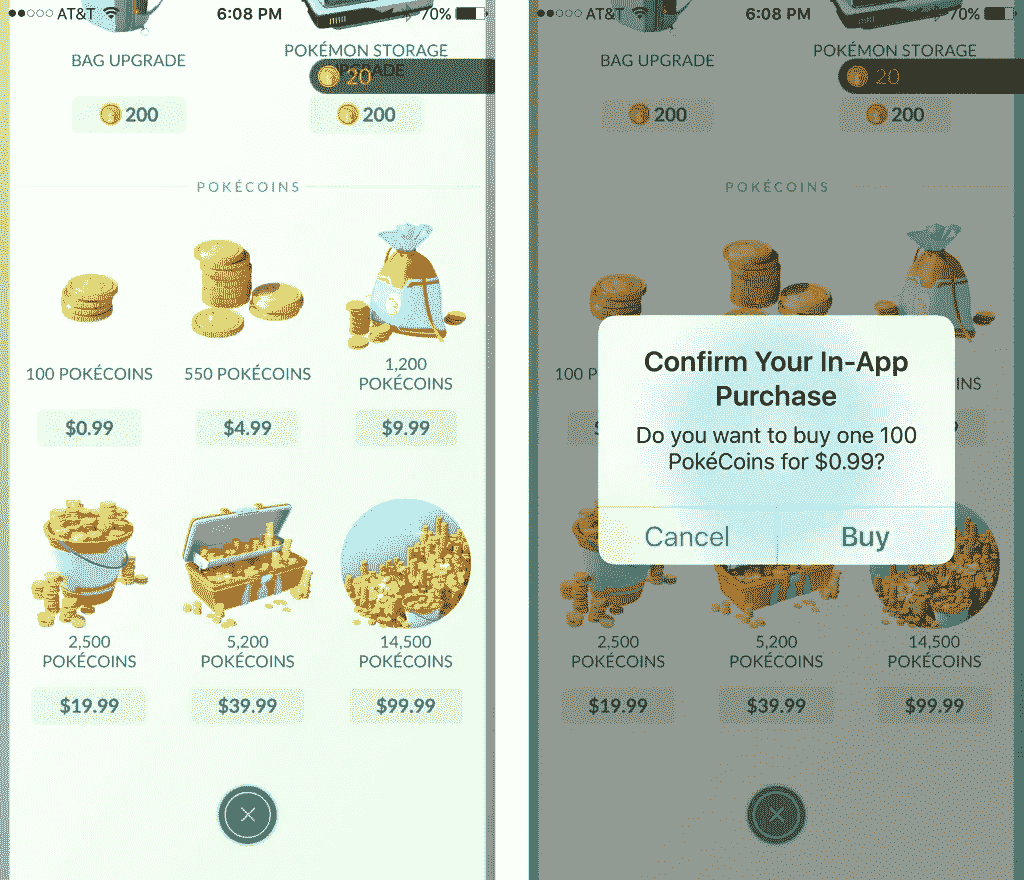 AT&T 6:08 PM 70%
BAG UPGRADE
POKÉMON STORAGE
UPGRADE
20
200
200
POKÉCOINS
100 POKÉCOINS
550 POKÉCOINS
1,200
POKÉCOINS
$0.99
$4.99
$9.99
2,500
POKÉCOINS
5,200
POKÉCOINS
14,500
POKÉCOINS
$19.99
$39.99
$99.99
AT&T 6:08 PM 70%
BAG UPGRADE
POKÉMON STORAGE
20
200
200
POKÉCOINS
100
Confirm Your In-App
Purchase
Do you want to buy one 100
PokéCoins for $0.99?
Cancel
Buy
2,500
POKÉCOINS
5,200
POKÉCOINS
14,500
POKÉCOINS
$19.99
$39.99
$99.99